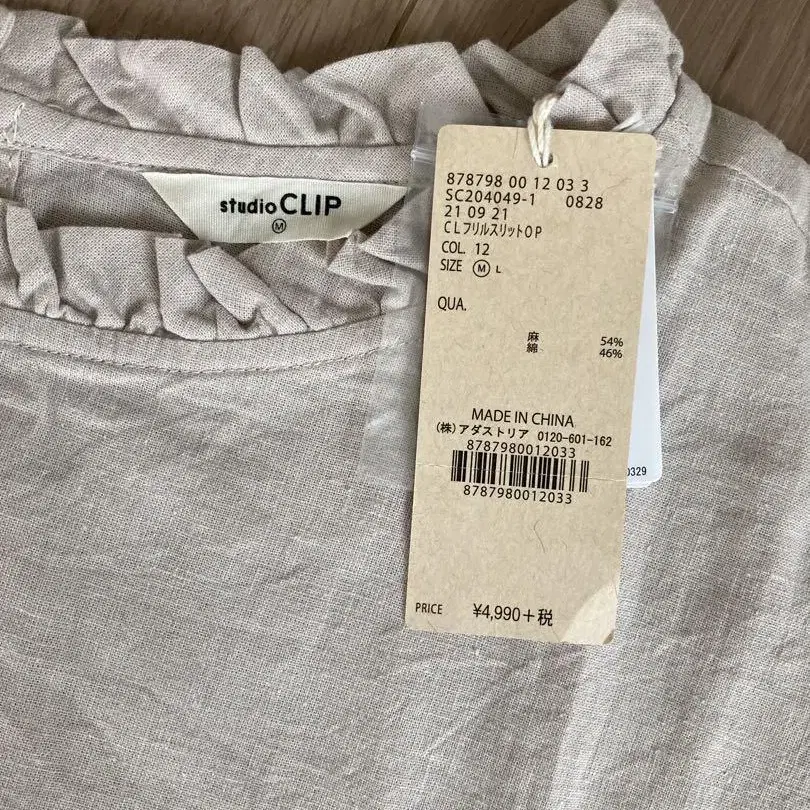 studio CLIP
M
878798 00 12 03 3
SC204049-1 0828
21 09 21
CLフリルスリットOP
COL. 12
SIZE M L
QUA.
麻 54%
綿 46%
MADE IN CHINA
(株)アダストリア 0120-601-162
8787980012033
8787980012033
0329
PRICE ¥4,990+税